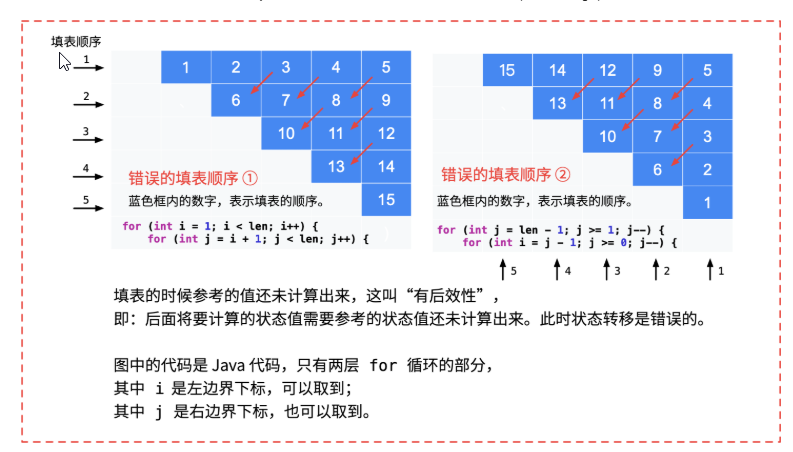 填表顺序
1
1 2 3 4 5
2
6 7 8 9
3
10 11 12
4
13 14
5
15
错误的填表顺序 ①
蓝色框内的数字，表示填表的顺序。
for (int i = 1; i < len; i++) {
for (int j = i + 1; j < len; j++) {
15 14 12 9 5
13 11 8 4
10 7 3
6 2
1
错误的填表顺序 ②
蓝色框内的数字，表示填表的顺序。
for (int j = len - 1; j >= 1; j--) {
for (int i = j - 1; j >= 0; j--) {
5 4 3 2 1
填表的时候参考的值还未计算出来，这叫“有后效性”，
即：后面将要计算的状态值需要参考的状态值还未计算出来。此时状态转移是错误的。
图中的代码是 Java 代码，只有两层 for 循环的部分，
其中 i 是左边界下标，可以取到；
其中 j 是右边界下标，也可以取到。